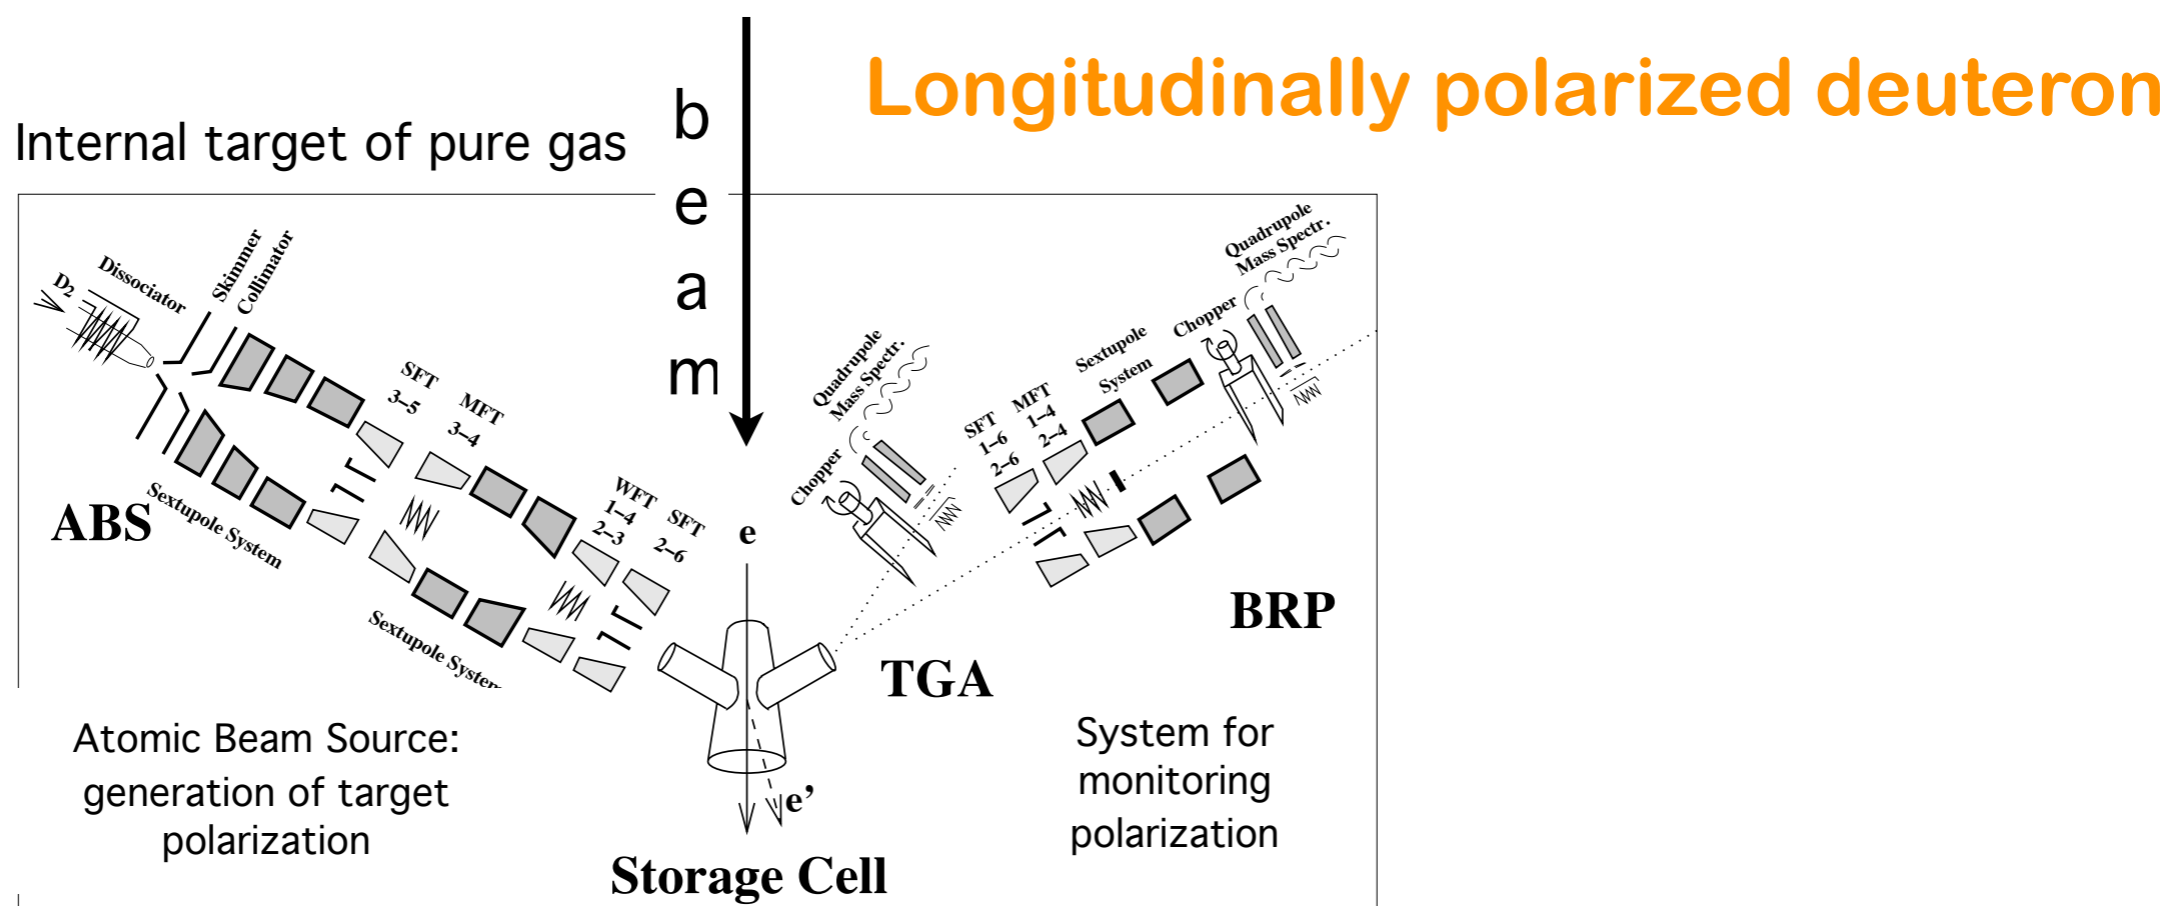 Longitudinally polarized deuteron
Internal target of pure gas
b
e
a
m
D2
Dissociator
Skimmer
Collimator
SFT
3–5
MFT
3–4
WFT
1–4
2–3
SFT
2–6
ABS
Sextupole System
Sextupole System
e
e’
Storage Cell
Quadrupole
Mass Spectr.
Chopper
TGA
SFT
1–6
2–6
MFT
1–4
2–4
Sextupole
System
Chopper
Quadrupole
Mass Spectr.
BRP
Atomic Beam Source:
generation of target
polarization
System for
monitoring
polarization